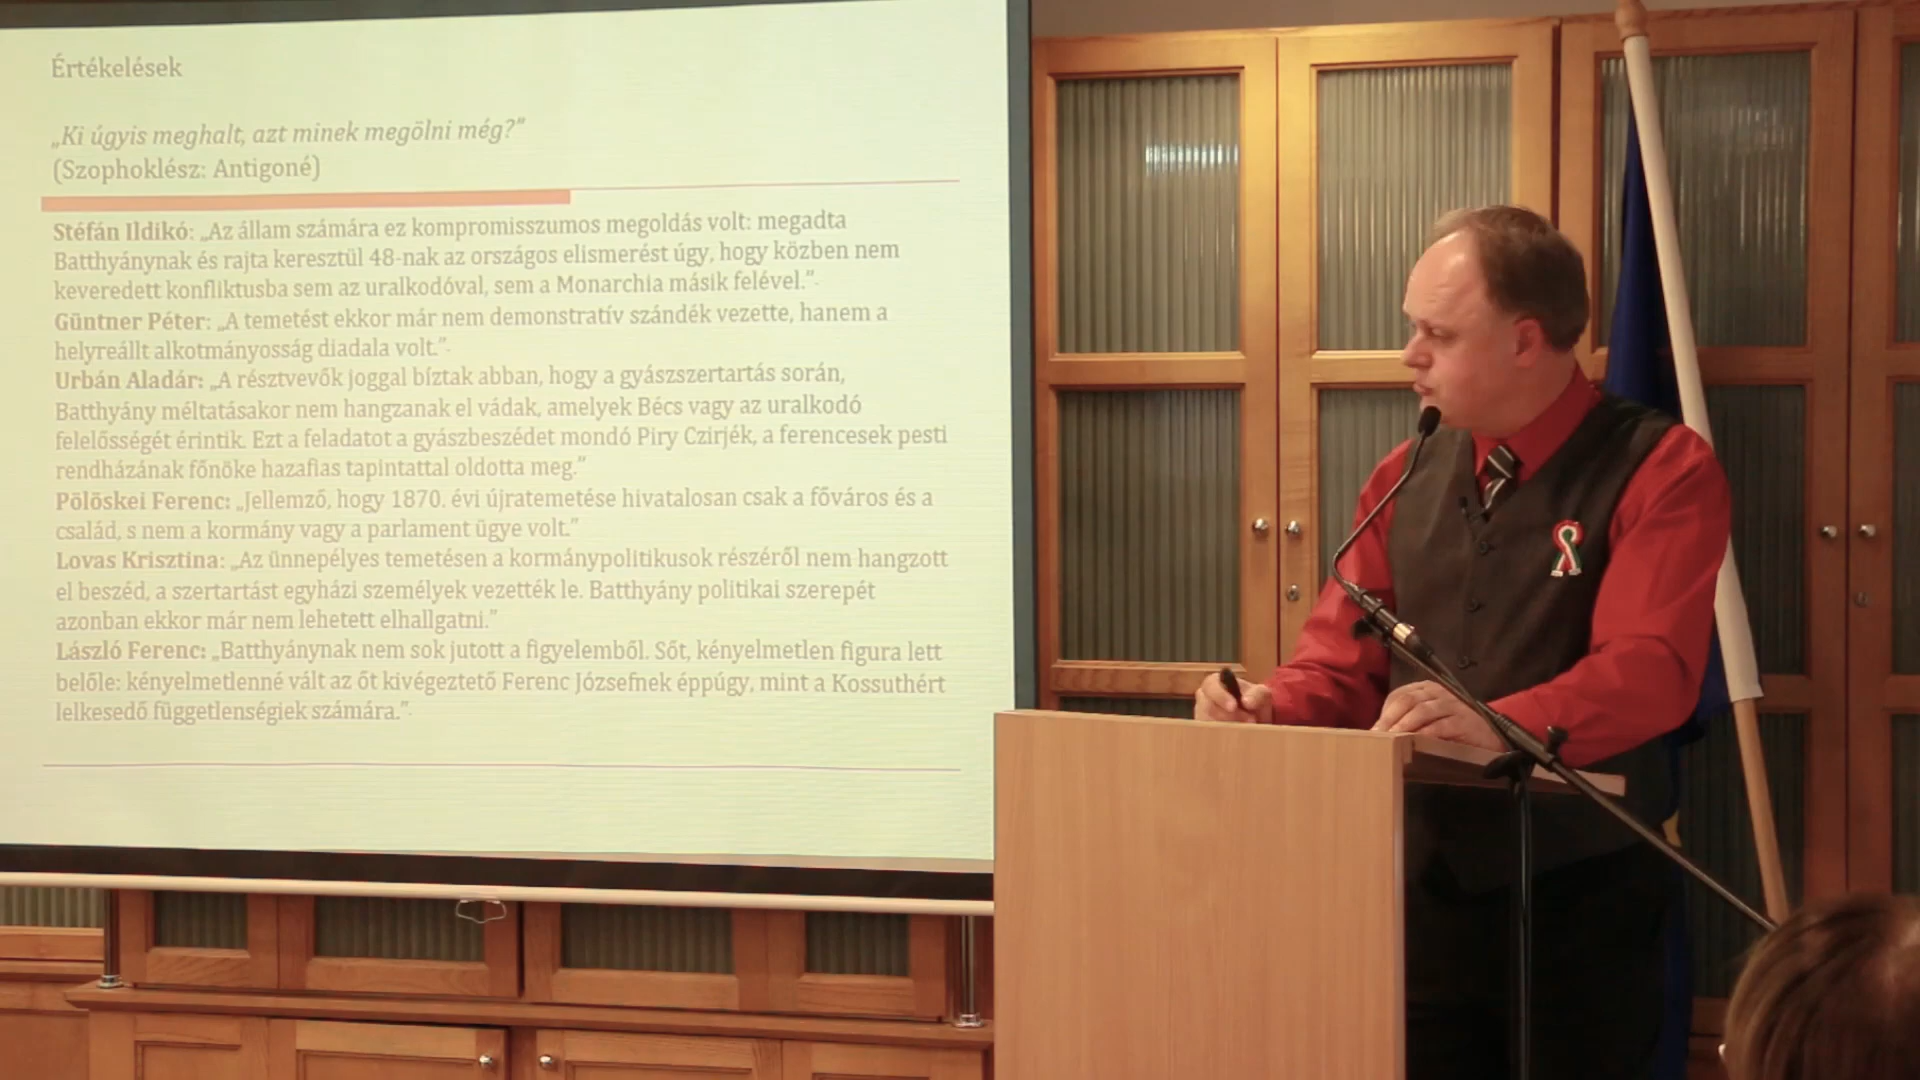 Értékelések
„Ki úgyis meghalt, azt minek megölni még?"
(Szophoklész: Antigoné)
Stéfán Ildikó: „Az állam számára ez kompromisszumos megoldás volt: megadta
Batthyánynak és rajta keresztül 48-nak az országos elismerést úgy, hogy közben nem
keveredett konfliktusba sem az uralkodóval, sem a Monarchia másik felével."
Güntner Péter: „A temetést ekkor már nem demonstratív szándék vezette, hanem a
helyreállt alkotmányosság diadala volt."
Urbán Aladár: „A résztvevők joggal bíztak abban, hogy a gyászszertartás során,
Batthyány méltatásakor nem hangzanak el vádak, amelyek Bécs vagy az uralkodó
felelősségét érintik. Ezt a feladatot a gyászbeszédet mondó Piry Czirjék, a ferencesek pesti
rendházának főnöke hazafias tapintattal oldotta meg."
Pölöskei Ferenc: „Jellemző, hogy 1870. évi újratemetése hivatalosan csak a főváros és a
család, s nem a kormány vagy a parlament ügye volt."
Lovas Krisztina: „Az ünnepélyes temetésen a kormánypolitikusok részéről nem hangzott
el beszéd, a szertartást egyházi személyek vezették le. Batthyány politikai szerepét
azonban ekkor már nem lehetett elhallgatni."
László Ferenc: „Batthyánynak nem sok jutott a figyelemből. Sőt, kényelmetlen figura lett
belőle: kényelmetlenné vált az őt kivégeztető Ferenc Józsefnek éppúgy, mint a Kossuthért
lelkesedő függetlenségiek számára."